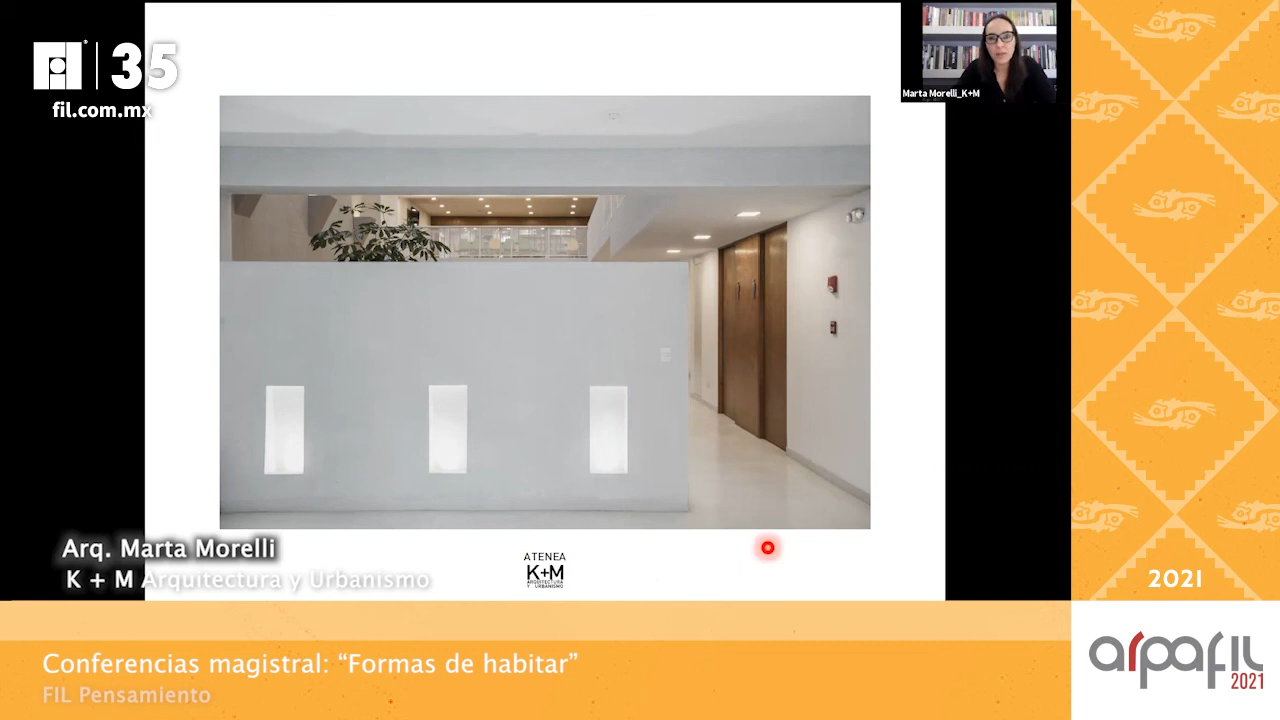 FIL 35
fil.com.mx
Marta Morelli_K+M
Arq. Marta Morelli
K + M Arquitectura y Urbanismo
ATENEA
K+M
ARQUITECTURA
Y URBANISMO
2021
Conferencias magistral: “Formas de habitar”
FIL Pensamiento
arpafil
2021